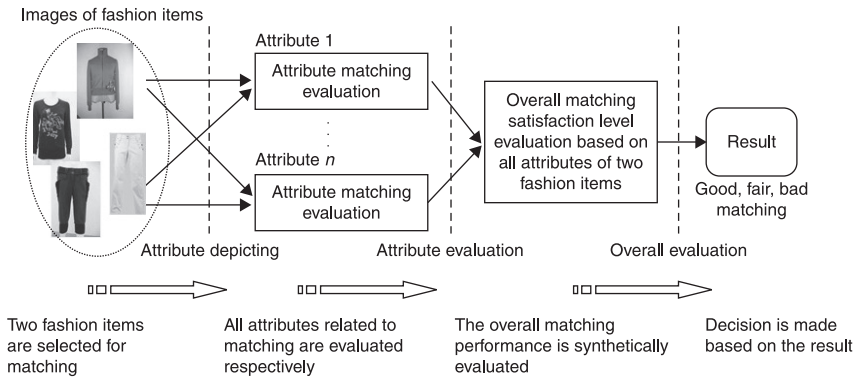 Images of fashion items
Attribute 1
Attribute matching
evaluation
.
.
.
.
Attribute n
Attribute matching
evaluation
Overall matching
satisfaction level
evaluation based on
all attributes of two
fashion items
Result
Good, fair, bad
matching
Attribute depicting
Attribute evaluation
Overall evaluation
Two fashion items
are selected for
matching
All attributes related to
matching are evaluated
respectively
The overall matching
performance is synthetically
evaluated
Decision is made
based on the result